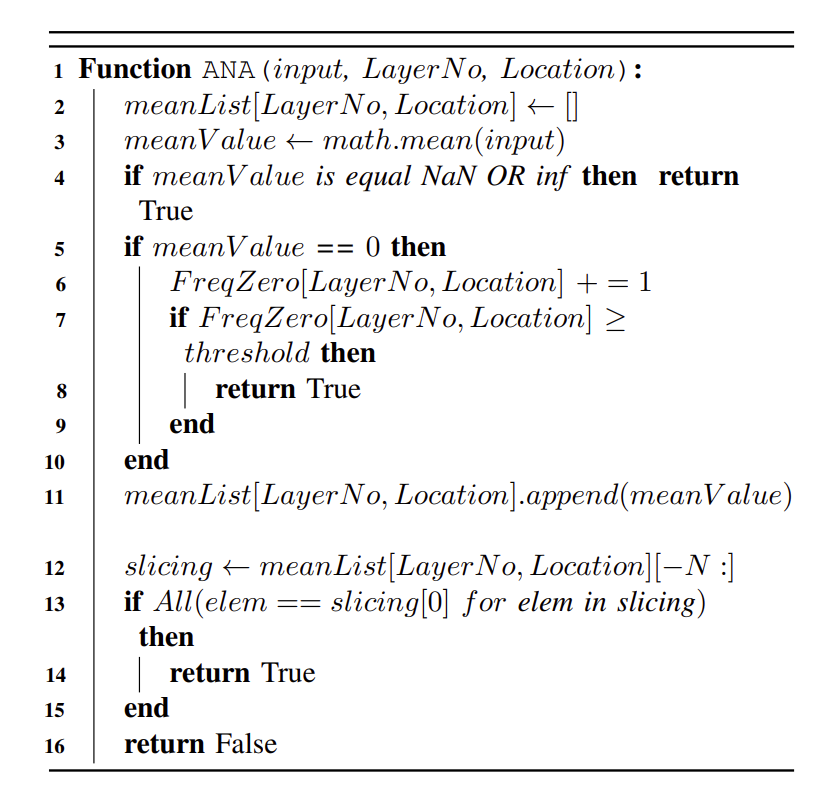 1 Function ANA(input, LayerNo, Location):
2 meanList[LayerNo, Location] ← []
3 meanValue ← math.mean(input)
4 if meanValue is equal NaN OR inf then return
True
5 if meanValue == 0 then
6 FreqZero[LayerNo, Location] + = 1
7 if FreqZero[LayerNo, Location] ≥
threshold then
8 return True
9 end
10 end
11 meanList[LayerNo, Location].append(meanValue)
12 slicing ← meanList[LayerNo, Location][−N :]
13 if All(elem == slicing[0] for elem in slicing)
then
14 return True
15 end
16 return False